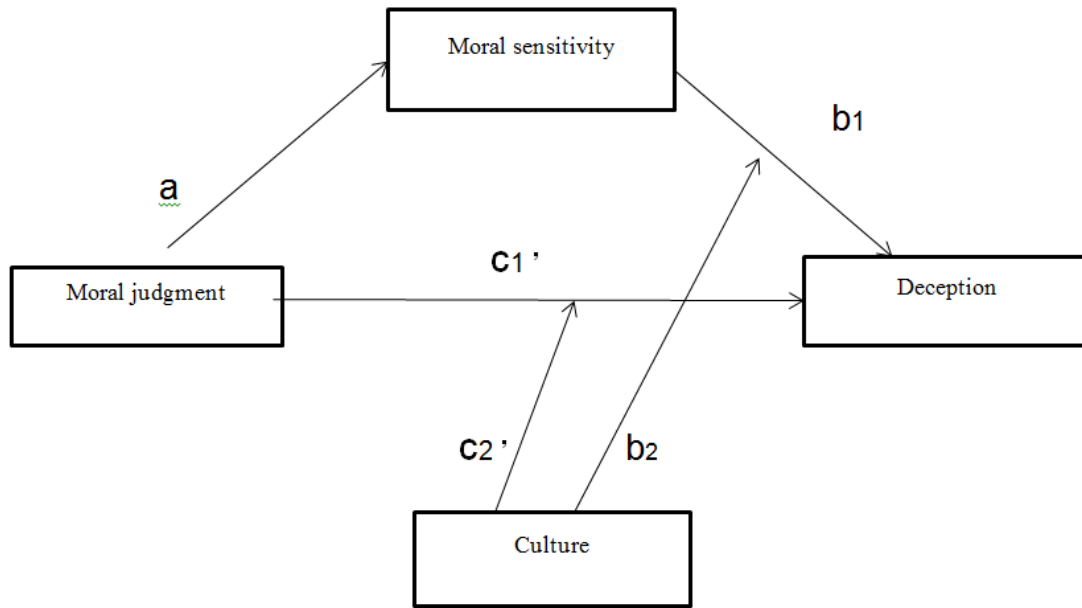 Moral sensitivity
b1
a
c1’
Moral judgment
Deception
c2’
b2
Culture